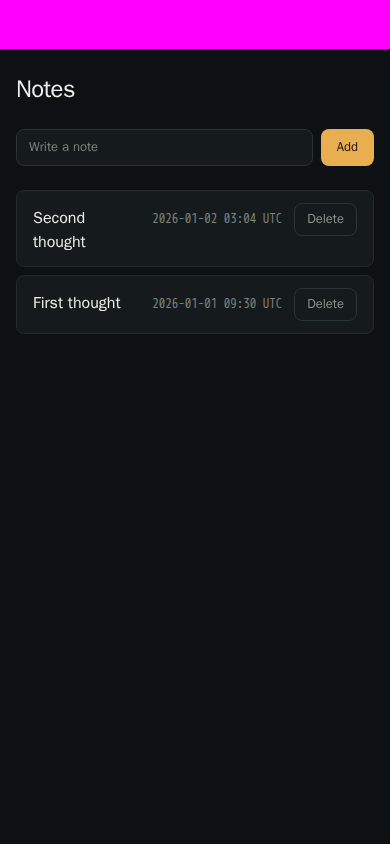 Notes
Write a note
Add
Second thought
2026-01-02 03:04 UTC
Delete
First thought
2026-01-01 09:30 UTC
Delete